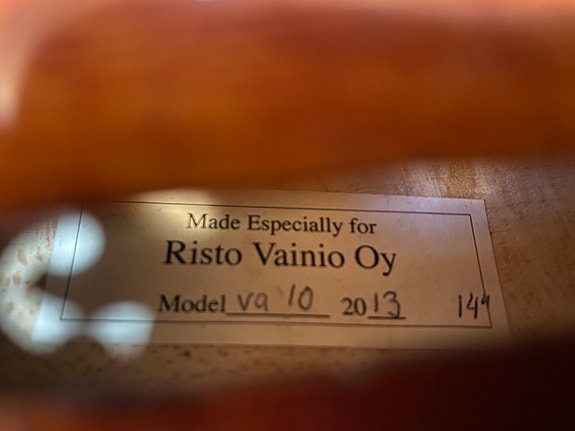 Made Especially for
Risto Vainio Oy
Model va 10 2013 14"